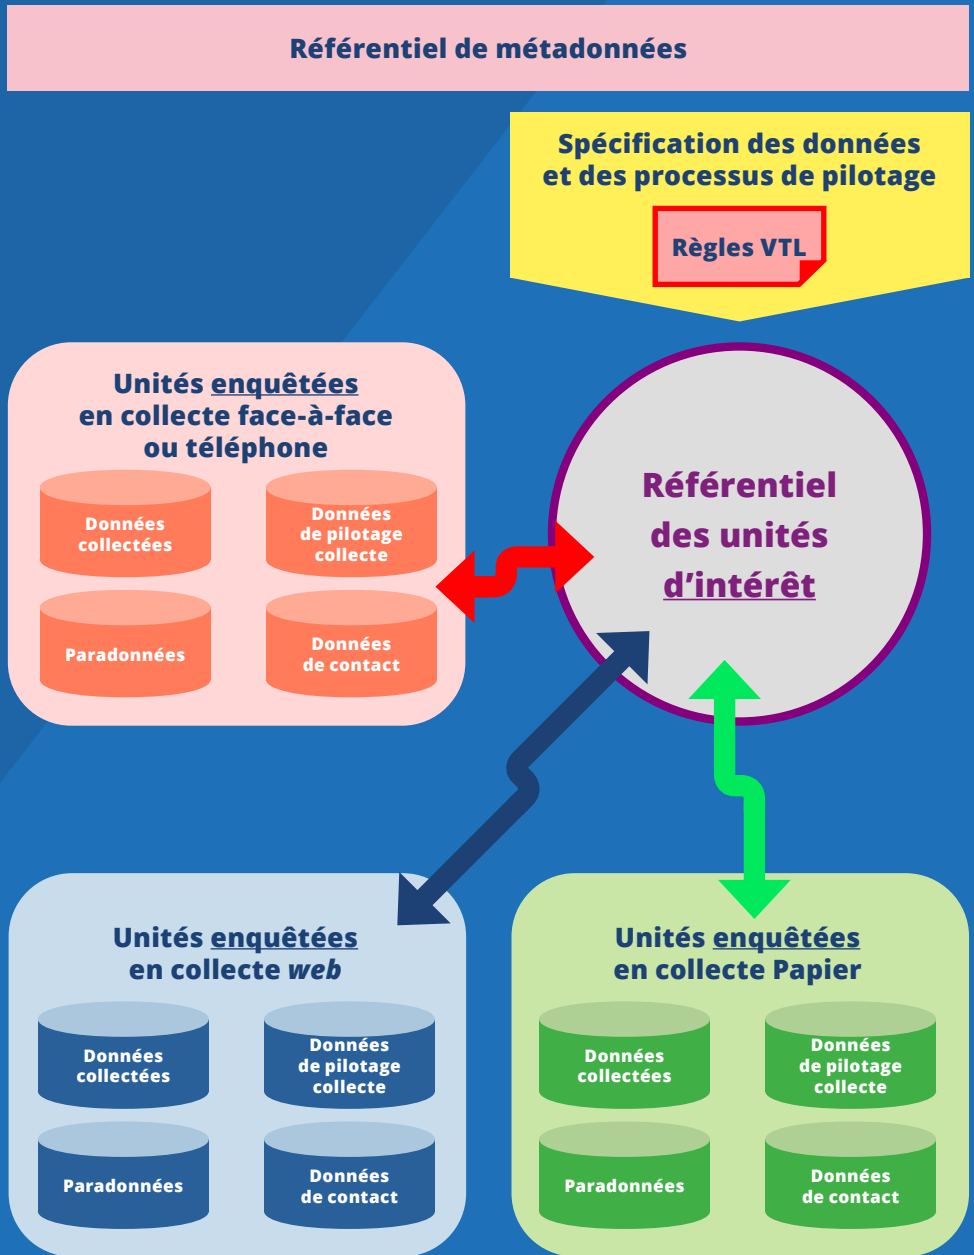 Référentiel de métadonnées
Spécification des données
et des processus de pilotage
Règles VTL
Unités enquêtées
en collecte face-à-face
ou téléphone
Données
collectées
Données
de pilotage
collecte
Paradonnées
Données
de contact
Référentiel
des unités
d’intérêt
Unités enquêtées
en collecte web
Données
collectées
Données
de pilotage
collecte
Paradonnées
Données
de contact
Unités enquêtées
en collecte Papier
Données
collectées
Données
de pilotage
collecte
Paradonnées
Données
de contact